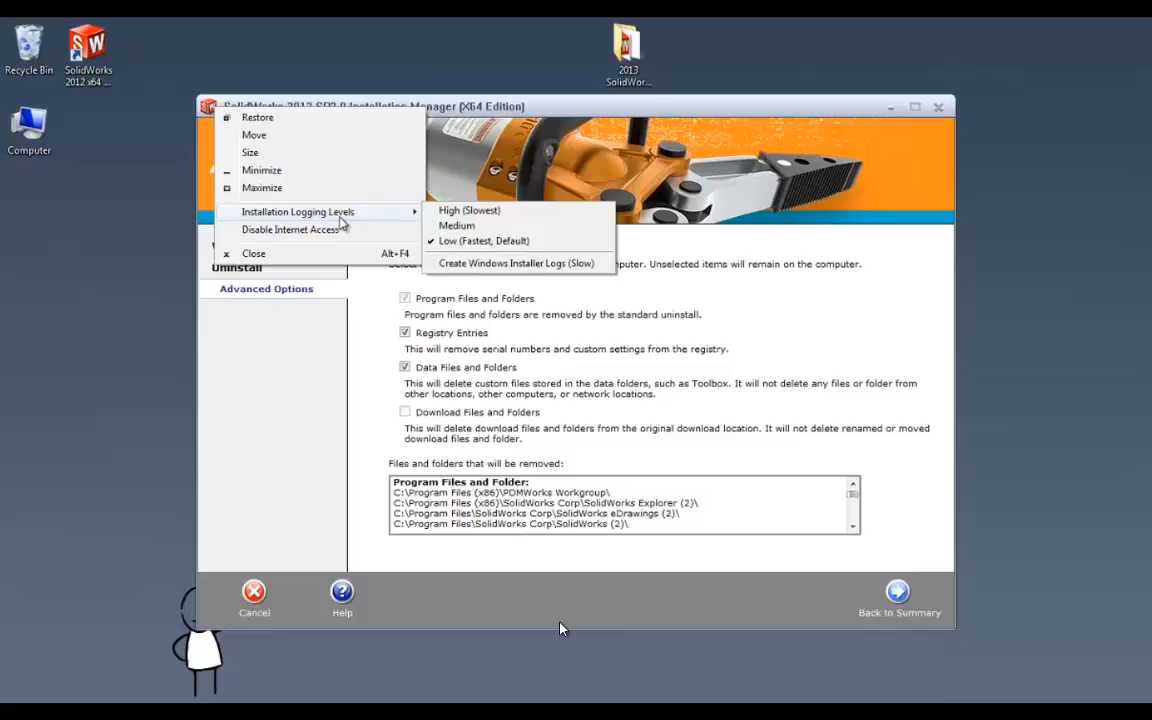 Recycle Bin
SolidWorks
2012 x64 ...
2013
SolidWor...
Computer
SolidWorks 2012 SP3.0 Installation Manager (X64 Edition)
Restore
Move
Size
Minimize
Maximize
Installation Logging Levels
Disable Internet Access
Close Alt+F4
High (Slowest)
Medium
Low (Fastest, Default)
Create Windows Installer Logs (Slow)
Uninstall
Advanced Options
computer. Unselected items will remain on the computer.
Program Files and Folders
Program files and folders are removed by the standard uninstall.
Registry Entries
This will remove serial numbers and custom settings from the registry.
Data Files and Folders
This will delete custom files stored in the data folders, such as Toolbox. It will not delete any files or folder from
other locations, other computers, or network locations.
Download Files and Folders
This will delete download files and folders from the original download location. It will not delete renamed or moved
download files and folder.
Files and folders that will be removed:
Program Files and Folder:
C:\Program Files (x86)\PDMWorks Workgroup\
C:\Program Files (x86)\SolidWorks Corp\SolidWorks Explorer (2)\
C:\Program Files\SolidWorks Corp\SolidWorks eDrawings (2)\
C:\Program Files\SolidWorks Corp\SolidWorks (2)\
Cancel
Help
Back to Summary